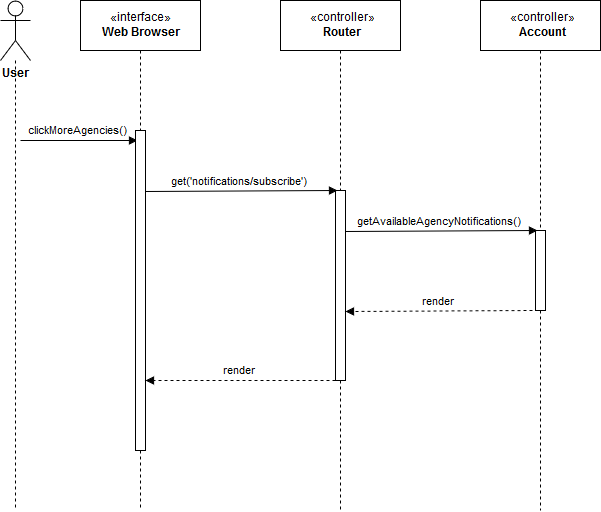 «interface»
Web Browser
«controller»
Router
«controller»
Account
User
clickMoreAgencies()
get('notifications/subscribe')
getAvailableAgencyNotifications()
render
render